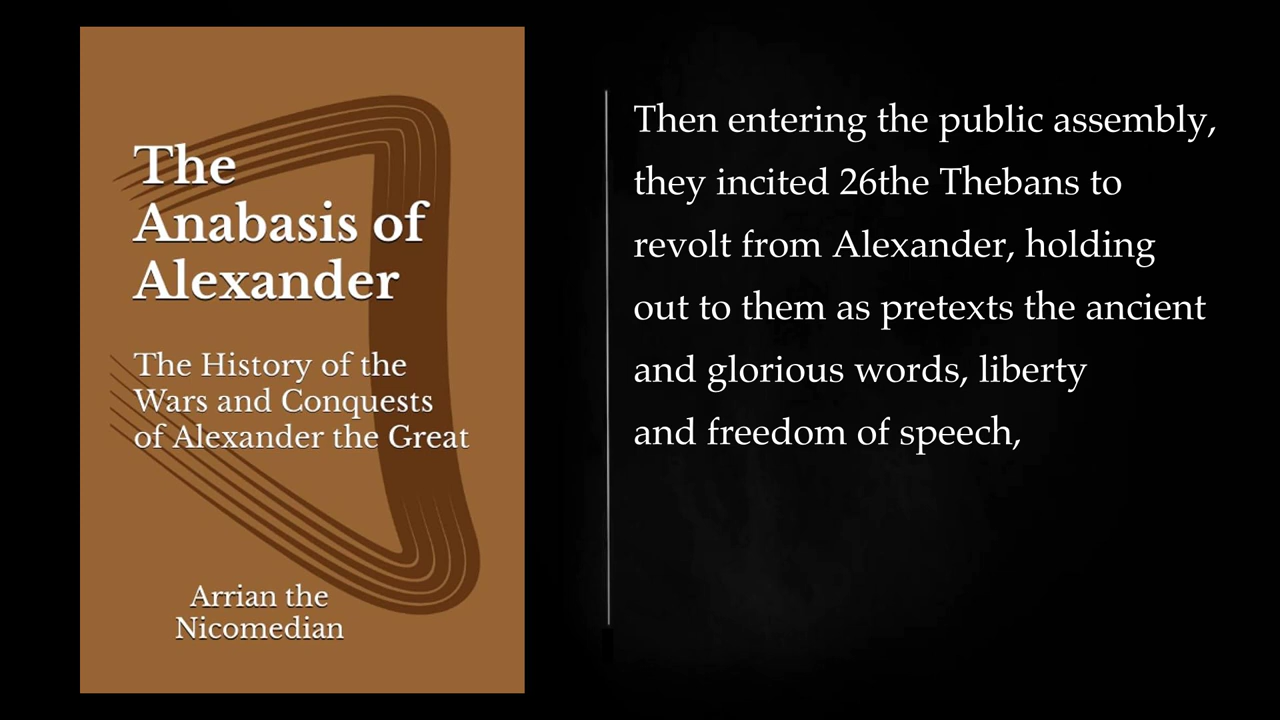 The
Anabasis of
Alexander
The History of the
Wars and Conquests
of Alexander the Great
Arrian the
Nicomedian
Then entering the public assembly,
they incited 26the Thebans to
revolt from Alexander, holding
out to them as pretexts the ancient
and glorious words, liberty
and freedom of speech,